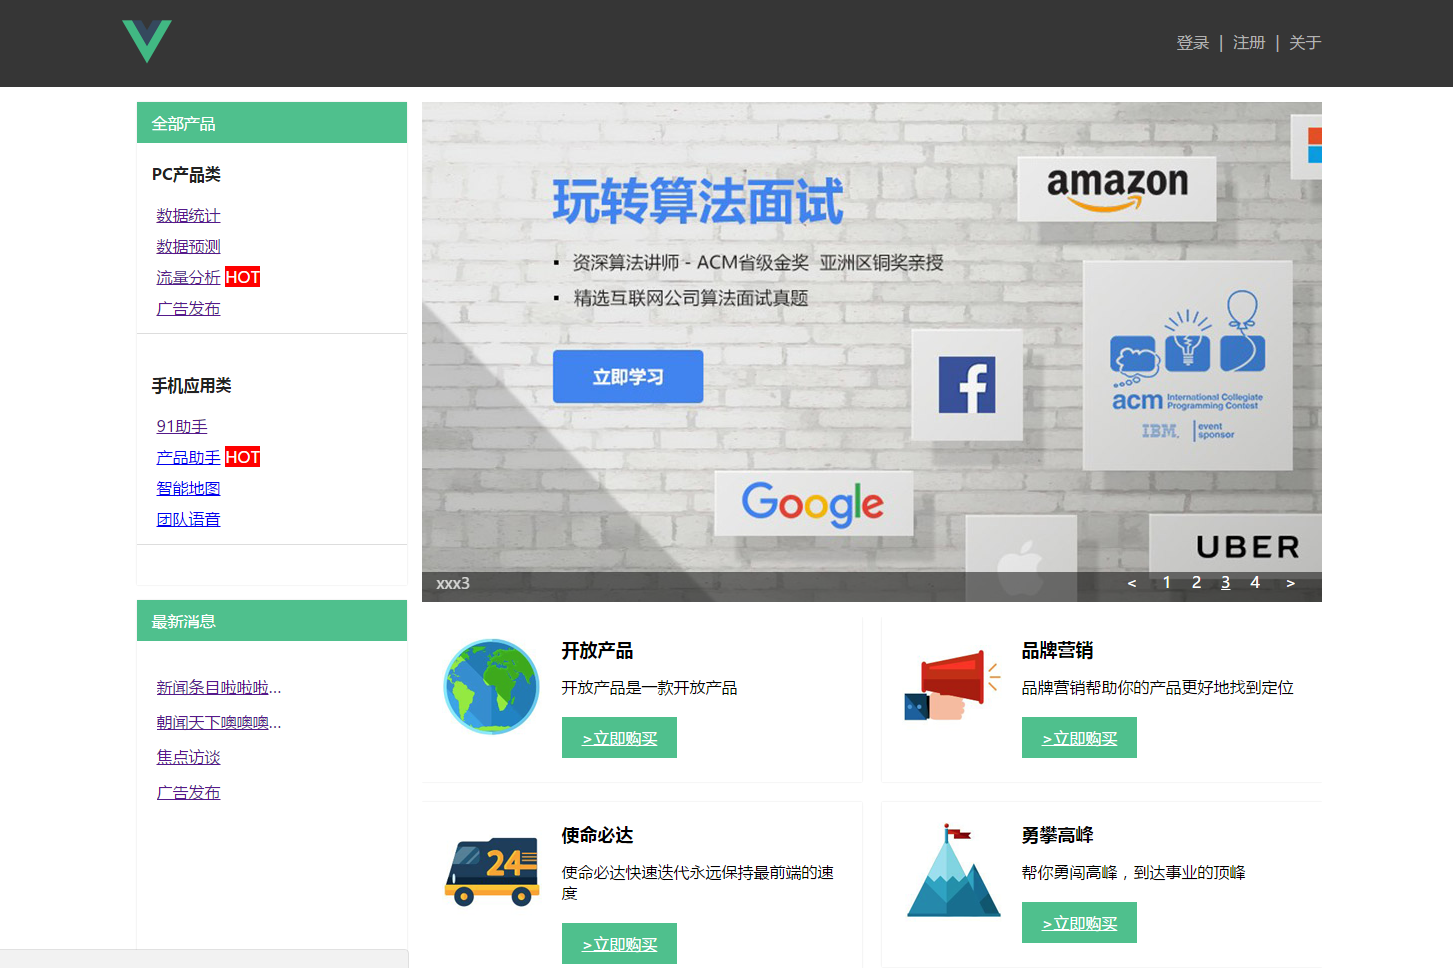 登录 | 注册 | 关于
全部产品
PC产品类
数据统计
数据预测
流量分析 HOT
广告发布
手机应用类
91助手
产品助手 HOT
智能地图
团队语音
最新消息
新闻条目啦啦啦...
朝闻天下噢噢噢...
焦点访谈
广告发布
玩转算法面试
▪ 资深算法讲师 - ACM省级金奖 亚洲区铜奖亲授
▪ 精选互联网公司算法面试真题
立即学习
amazon
acm International Collegiate
Programming Contest
IBM. event
sponsor
Google
UBER
xxx3
< 1 2 3 4 >
开放产品
开放产品是一款开放产品
>立即购买
品牌营销
品牌营销帮助你的产品更好地找到定位
>立即购买
24
使命必达
使命必达快速迭代永远保持最前端的速
度
>立即购买
勇攀高峰
帮你勇闯高峰，到达事业的顶峰
>立即购买